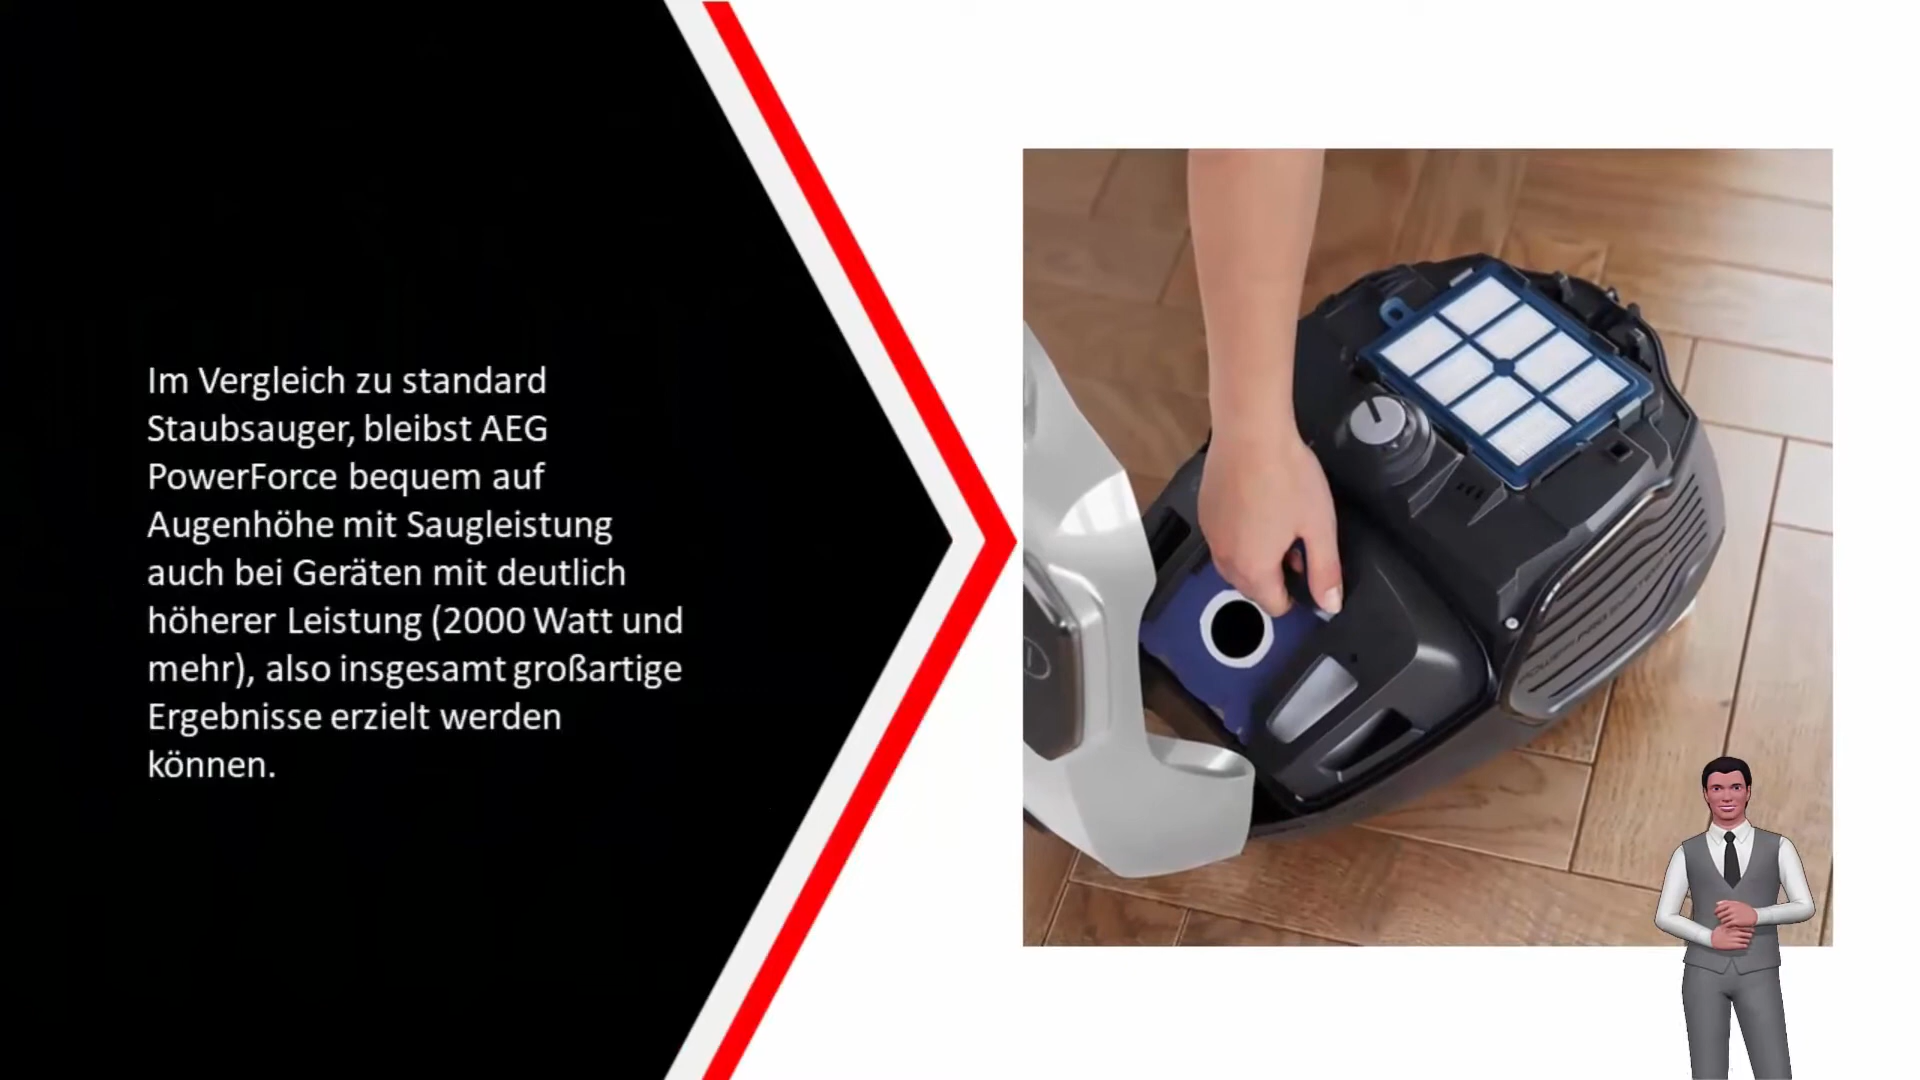 Im Vergleich zu standard
Staubsauger, bleibst AEG
PowerForce bequem auf
Augenhöhe mit Saugleistung
auch bei Geräten mit deutlich
höherer Leistung (2000 Watt und
mehr), also insgesamt großartige
Ergebnisse erzielt werden
können.